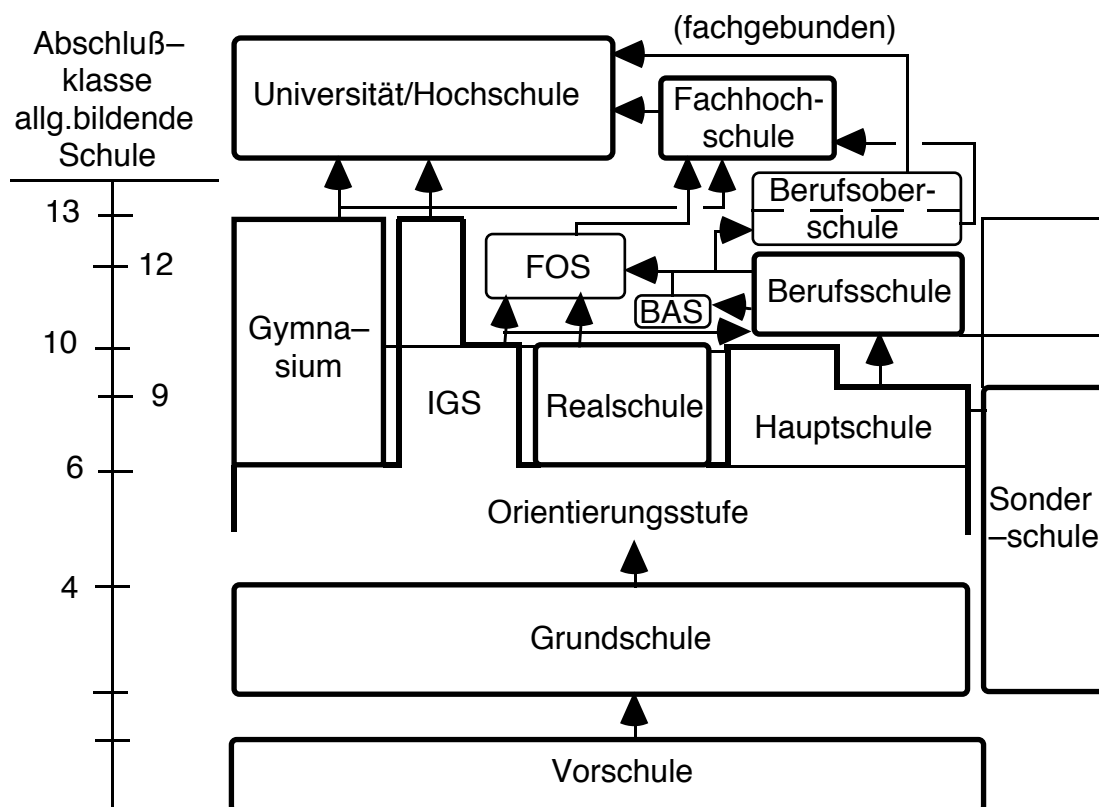 Abschluß–
klasse
allg.bildende
Schule
(fachgebunden)
Universität/Hochschule
Fachhoch-
schule
13
Berufsober-
schule
12
FOS
Berufsschule
BAS
Gymna–
sium
10
9
IGS
Realschule
Hauptschule
6
Orientierungsstufe
Sonder
–schule
4
Grundschule
Vorschule